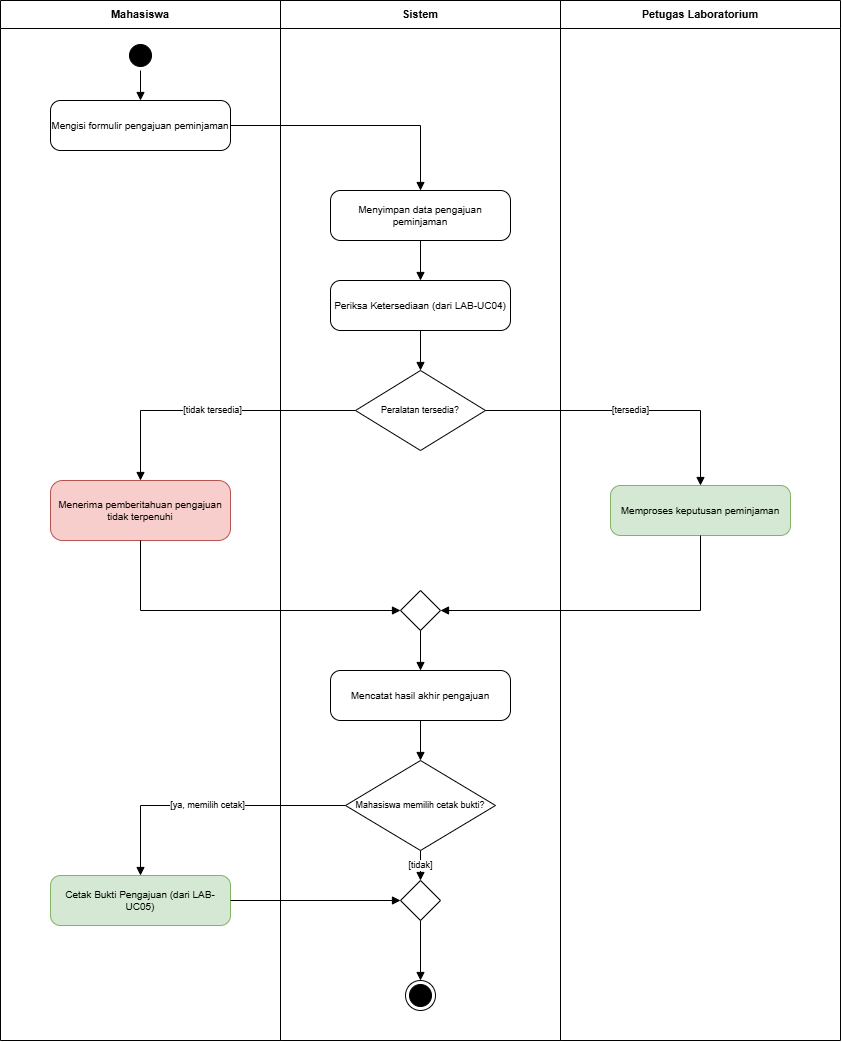 Mahasiswa
Sistem
Petugas Laboratorium
Mengisi formulir pengajuan peminjaman
Menyimpan data pengajuan
peminjaman
Periksa Ketersediaan (dari LAB-UC04)
Peralatan tersedia?
[tidak tersedia]
[tersedia]
Menerima pemberitahuan pengajuan
tidak terpenuhi
Memproses keputusan peminjaman
Mencatat hasil akhir pengajuan
Mahasiswa memilih cetak bukti?
[ya, memilih cetak]
[tidak]
Cetak Bukti Pengajuan (dari LAB-
UC05)